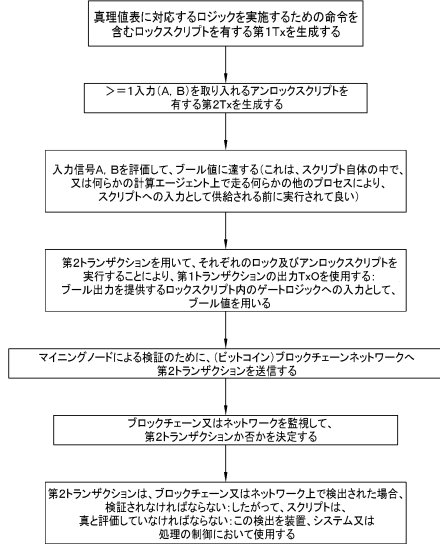 真理値表に対応するロジックを実施するための命令を
含むロックスクリプトを有する第1Txを生成する
>=1入力(A, B)を取り入れるアンロックスクリプトを
有する第2Txを生成する
入力信号A, Bを評価して、ブール値に達する(これは、スクリプト自体の中で、
又は何らかの計算エージェント上で走る何らかの他のプロセスにより、
スクリプトへの入力として供給される前に実行されて良い)
第2トランザクションを用いて、それぞれのロック及びアンロックスクリプトを
実行することにより、第1トランザクションの出力TxOを使用する:
ブール出力を提供するロックスクリプト内のゲートロジックへの入力として、
ブール値を用いる
マイニングノードによる検証のために、(ビットコイン)ブロックチェーンネットワークへ
第2トランザクションを送信する
ブロックチェーン又はネットワークを監視して、
第2トランザクションか否かを決定する
第2トランザクションは、ブロックチェーン又はネットワーク上で検出された場合、
検証されなければならない:したがって、スクリプトは、
真と評価していなければならない:この検出を装置、システム又は
処理の制御において使用する